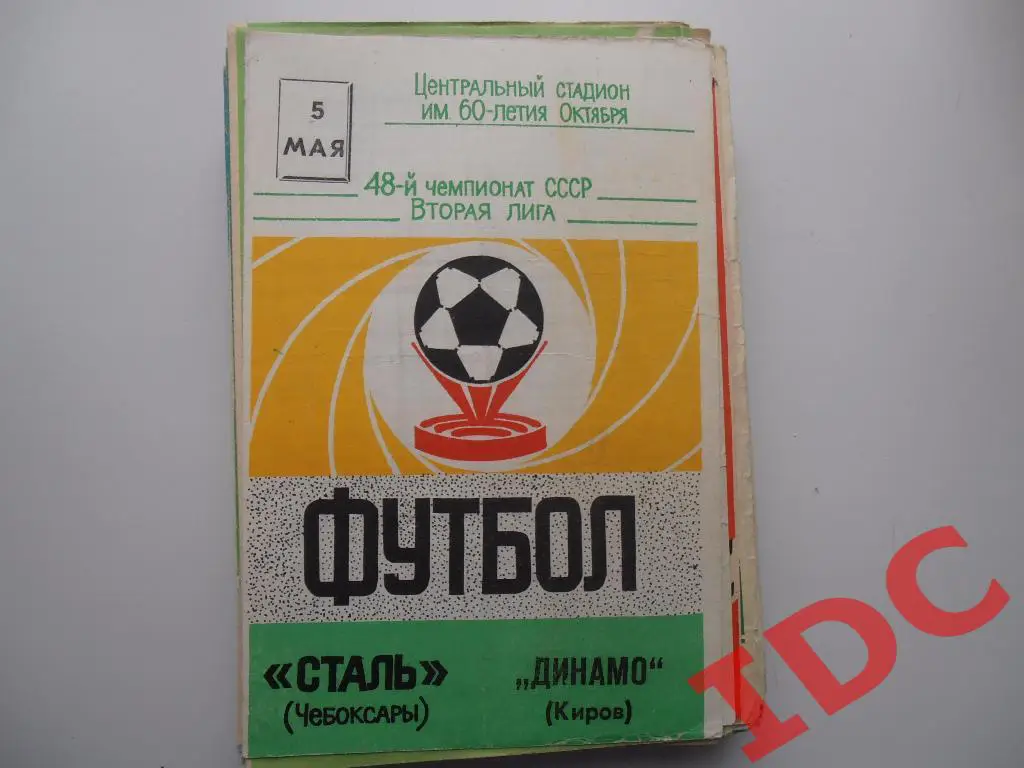 5
МАЯ
Центральный стадион
им 60-летия Октября
48-й чемпионат СССР
Вторая лига
ФУТБОЛ
«СТАЛЬ»
(Чебоксары)
„ДИНАМО“
(Киров)
IDC